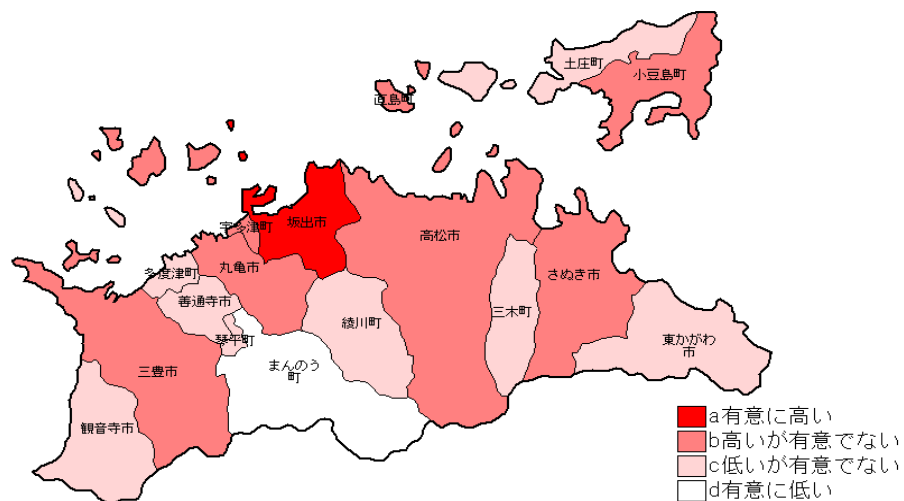 土庄町
小豆島町
直島町
坂出市
宇多津町
高松市
丸亀市
多度津町
さぬき市
善通寺市
三木町
綾川町
琴平町
東かがわ
市
まんのう
町
三豊市
観音寺市
a有意に高い
b高いが有意でない
c低いが有意でない
d有意に低い